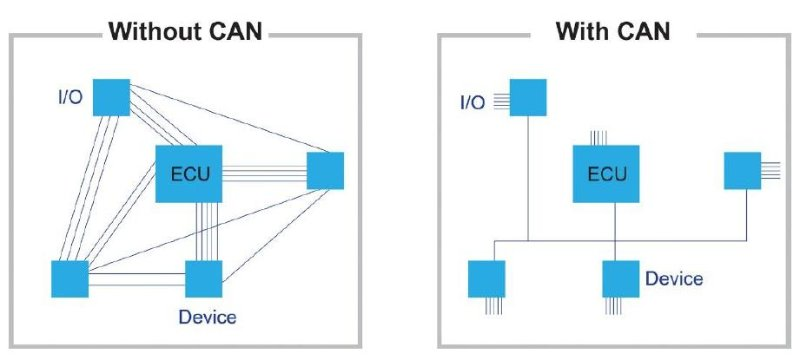 Without CAN
I/O
ECU
Device
With CAN
I/O
ECU
Device